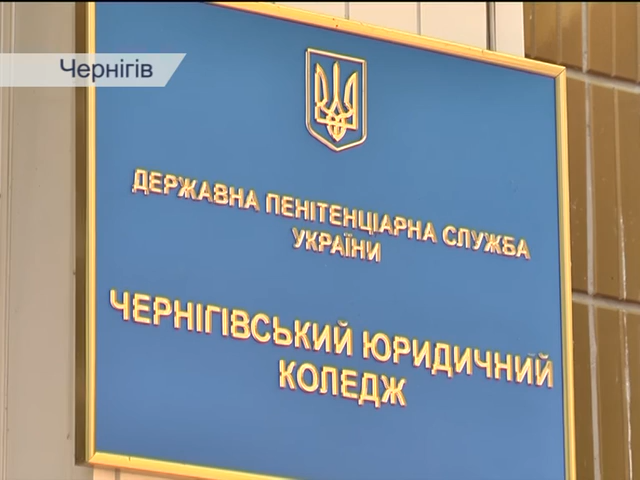 Чернігів
ДЕРЖАВНА ПЕНІТЕНЦІАРНА СЛУЖБА
УКРАЇНИ
ЧЕРНІГІВСЬКИЙ ЮРИДИЧНИЙ
КОЛЕДЖ